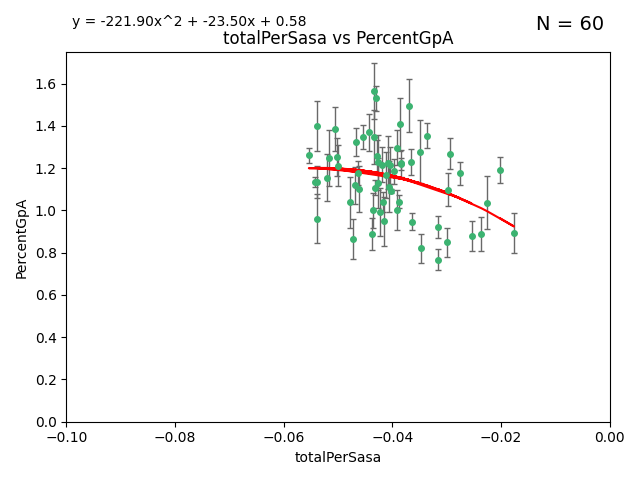 y = -221.90x^2 + -23.50x + 0.58
N = 60
totalPerSasa vs PercentGpA
PercentGpA
1.6
1.4
1.2
1.0
0.8
0.6
0.4
0.2
0.0
−0.10 −0.08 −0.06 −0.04 −0.02 0.00
totalPerSasa